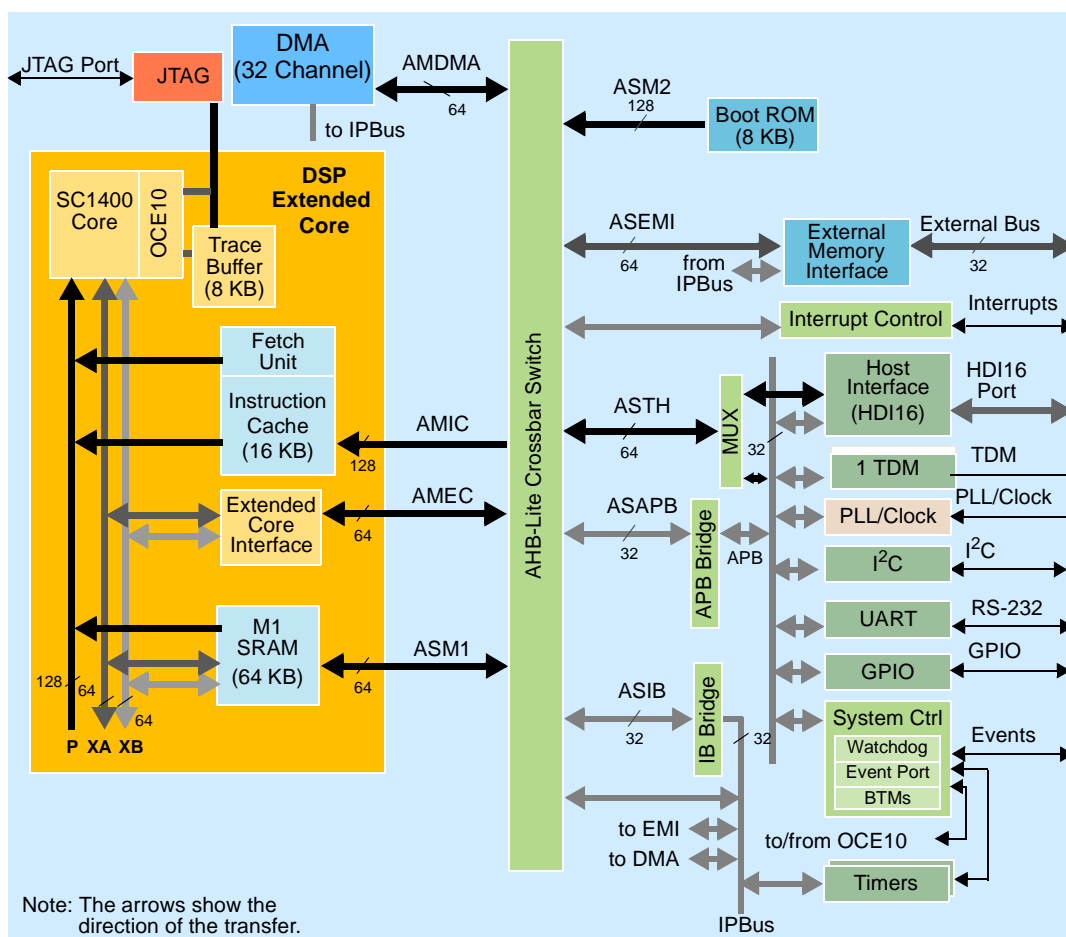 JTAG Port
JTAG
DMA
(32 Channel)
AMDMA
64
to IPBus
ASM2
128
Boot ROM
(8 KB)
DSP
Extended
Core
SC1400
Core
OCE10
Trace
Buffer
(8 KB)
ASEMI
64
from
IPBus
External
Memory
Interface
External Bus
32
Interrupt Control
Interrupts
Fetch
Unit
Instruction
Cache
(16 KB)
AMIC
128
AHB-Lite Crossbar Switch
ASTH
64
MUX
32
Host
Interface
(HDI16)
HDI16
Port
1 TDM
TDM
Extended
Core
Interface
AMEC
64
ASAPB
32
APB Bridge
APB
PLL/Clock
PLL/Clock
I²C
I²C
UART
RS-232
GPIO
GPIO
M1
SRAM
(64 KB)
ASM1
64
128
64
64
P XA XB
ASIB
32
IB Bridge
32
System Ctrl
Watchdog
Event Port
BTMs
Events
to EMI
to DMA
to/from OCE10
Timers
IPBus
Note: The arrows show the
direction of the transfer.